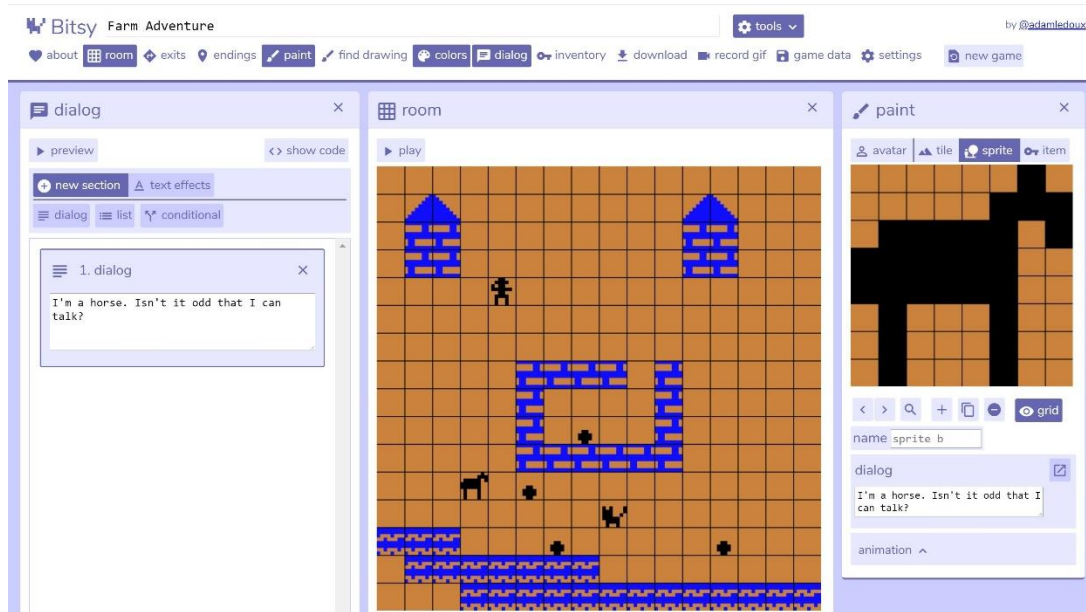 Bitsy Farm Adventure tools by @adamledoux
about room exits endings paint find drawing colors dialog inventory download record gif game data settings new game
dialog
preview show code
new section text effects
dialog list conditional
1. dialog
I'm a horse. Isn't it odd that I can
talk?
room
play
paint
avatar tile sprite item
grid
name sprite b
dialog
I'm a horse. Isn't it odd that I
can talk?
animation